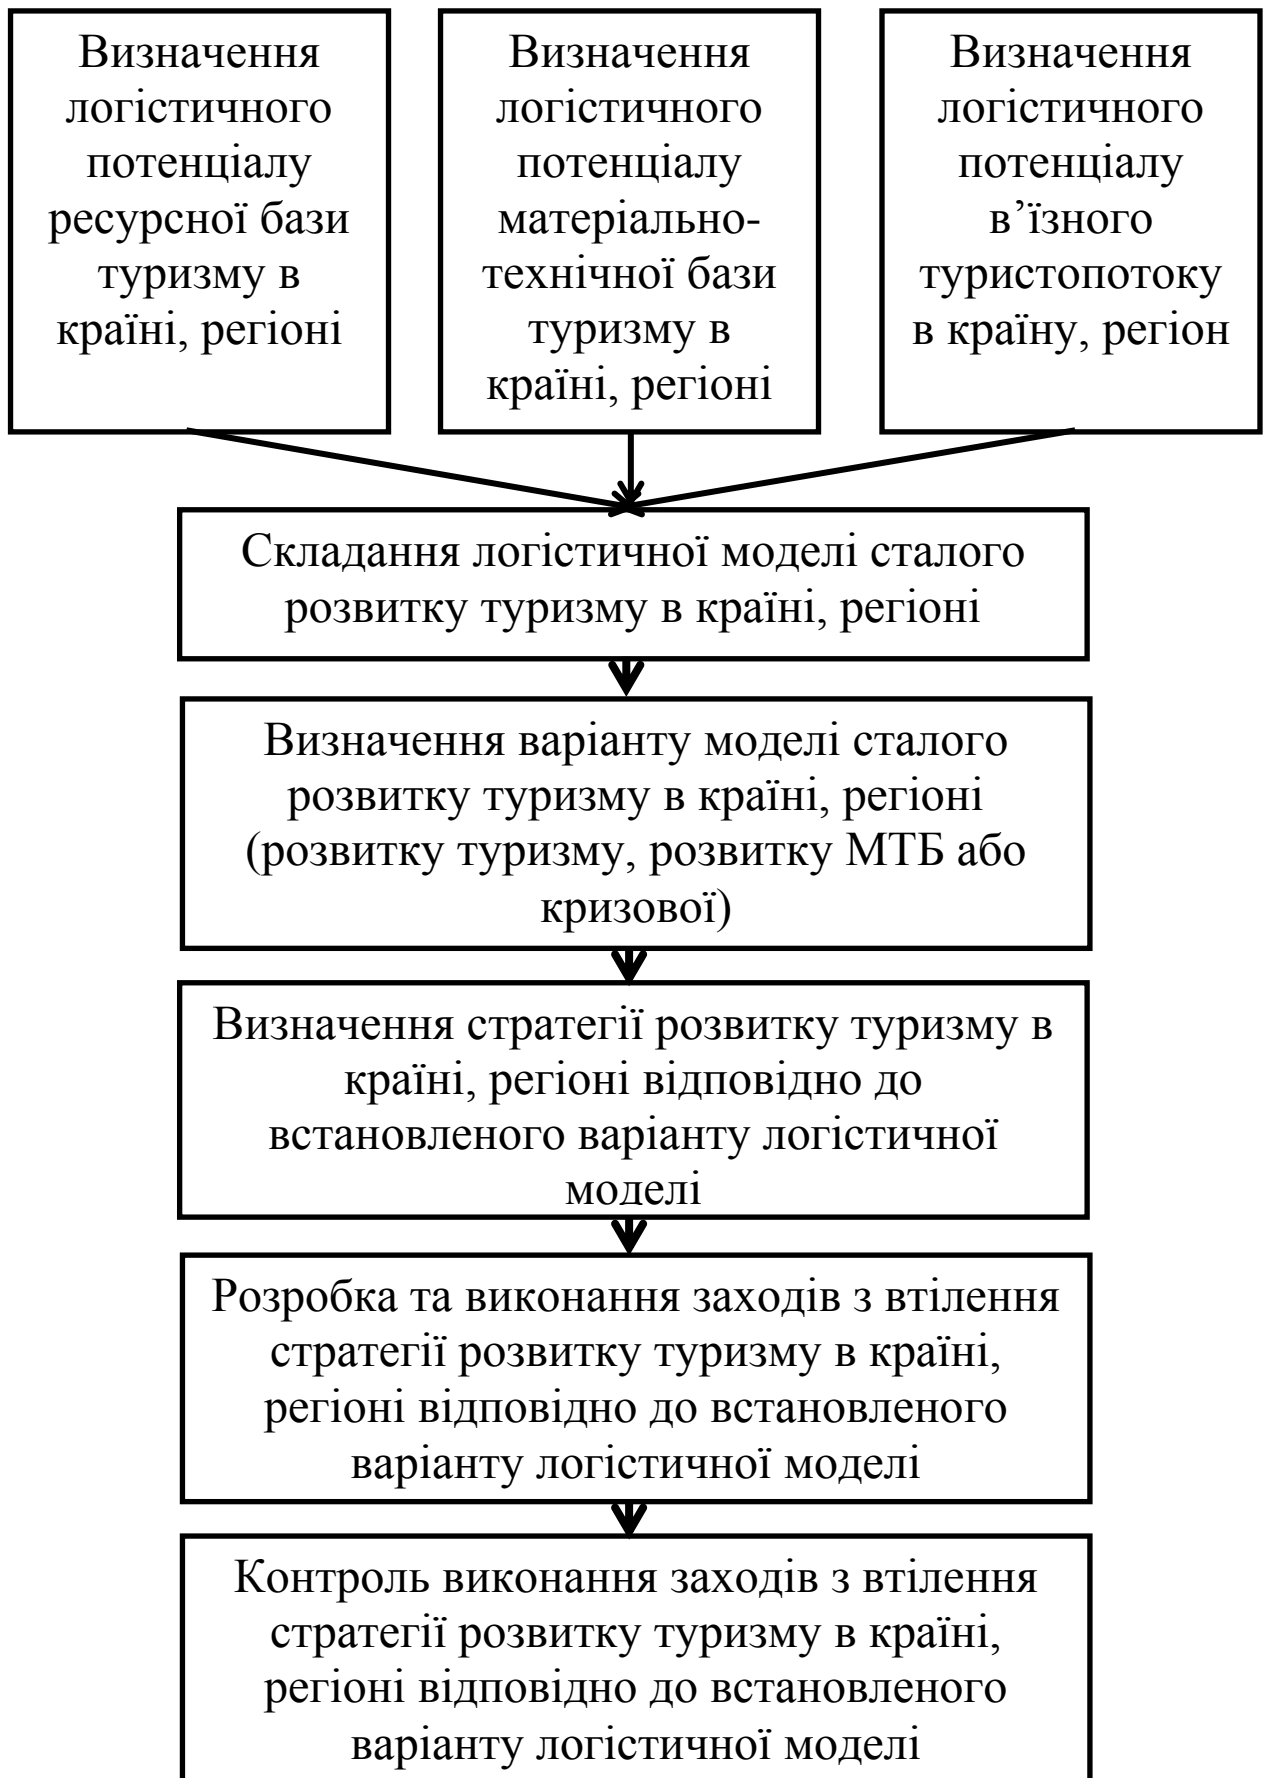 Визначення
логістичного
потенціалу
ресурсної бази
туризму в
країні, регіоні
Визначення
логістичного
потенціалу
матеріально-
технічної бази
туризму в
країні, регіоні
Визначення
логістичного
потенціалу
в’їзного
туристопотоку
в країну, регіон
Складання логістичної моделі сталого
розвитку туризму в країні, регіоні
Визначення варіанту моделі сталого
розвитку туризму в країні, регіоні
(розвитку туризму, розвитку МТБ або
кризової)
Визначення стратегії розвитку туризму в
країні, регіоні відповідно до
встановленого варіанту логістичної
моделі
Розробка та виконання заходів з втілення
стратегії розвитку туризму в країні,
регіоні відповідно до встановленого
варіанту логістичної моделі
Контроль виконання заходів з втілення
стратегії розвитку туризму в країні,
регіоні відповідно до встановленого
варіанту логістичної моделі